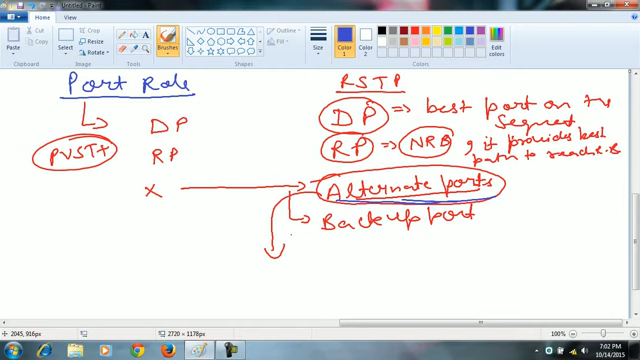 Untitled - Paint
Home
View
Paste
Cut
Copy
Select
Crop
Resize
Rotate
Brushes
Outline
Fill
Size
Color 1
Color 2
Edit colors
Clipboard
Image
Tools
Shapes
Colors
Port Role
RSTP
DP
DP => best port on the
segment
PVST+
RP
RP => NRB, it provides best
path to reach R.B
X
Alternate ports
Backup port
2045, 916px
2720 × 1178px
100%
7:02 PM
10/14/2015